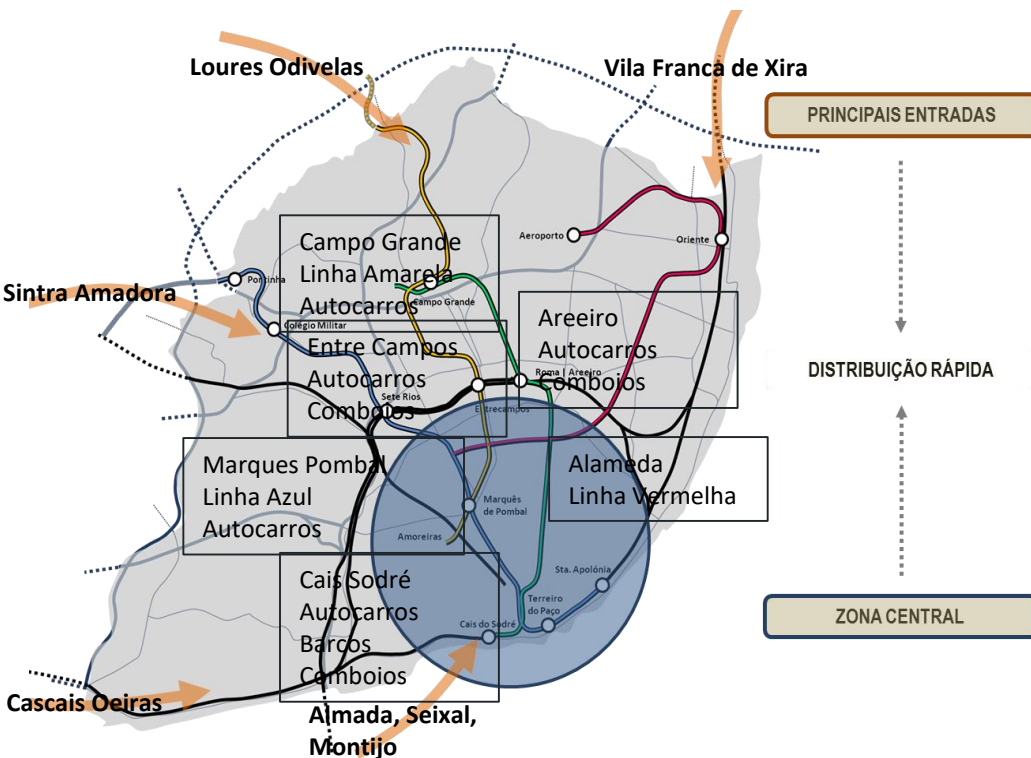 Loures Odivelas
Vila Franca de Xira
PRINCIPAIS ENTRADAS
Aeroporto
Oriente
Campo Grande
Linha Amarela
Autocarros
Pontinha
Campo Grande
Sintra Amadora
Colégio Militar
Areeiro
Autocarros
Comboios
Roma | Areeiro
Entre Campos
Autocarros
Comboios
Sete Rios
Entrecampos
DISTRIBUIÇÃO RÁPIDA
Marques Pombal
Linha Azul
Autocarros
Alameda
Linha Vermelha
Marquês
de Pombal
Amoreiras
Cais Sodré
Autocarros
Barcos
Comboios
Sta. Apolónia
Terreiro
do Paço
Cais do Sodré
ZONA CENTRAL
Cascais Oeiras
Almada, Seixal,
Montijo